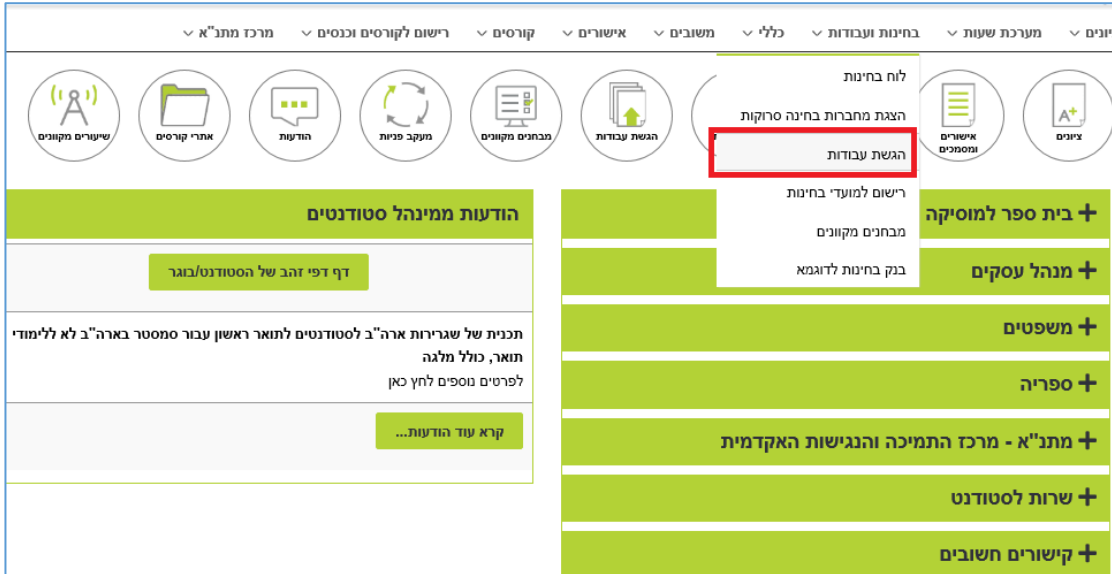 מערכת שעות
בחינות ועבודות
כללי
משובים
אישורים
קורסים
רישום לקורסים וכנסים
מרכז מתנ"א
לוח בחינות
הצגת מחברות בחינה סרוקות
הגשת עבודות
רישום למועדי בחינות
מבחנים מקוונים
בנק בחינות לדוגמא
A+
ציונים
אישורים
ומסמכים
הגשת עבודות
מבחנים מקוונים
מעקב פניות
הודעות
אתרי קורסים
שיעורים מקוונים
בית ספר למוסיקה
מנהל עסקים
משפטים
ספריה
מתנ"א - מרכז התמיכה והנגישות האקדמית
שרות לסטודנט
קישורים חשובים
הודעות ממינהל סטודנטים
דף דפי זהב של הסטודנט/בוגר
תכנית של שגרירות ארה"ב לסטודנטים לתואר ראשון עבור סמסטר בארה"ב לא ללימודי
תואר, כולל מלגה
לפרטים נוספים לחץ כאן
קרא עוד הודעות...